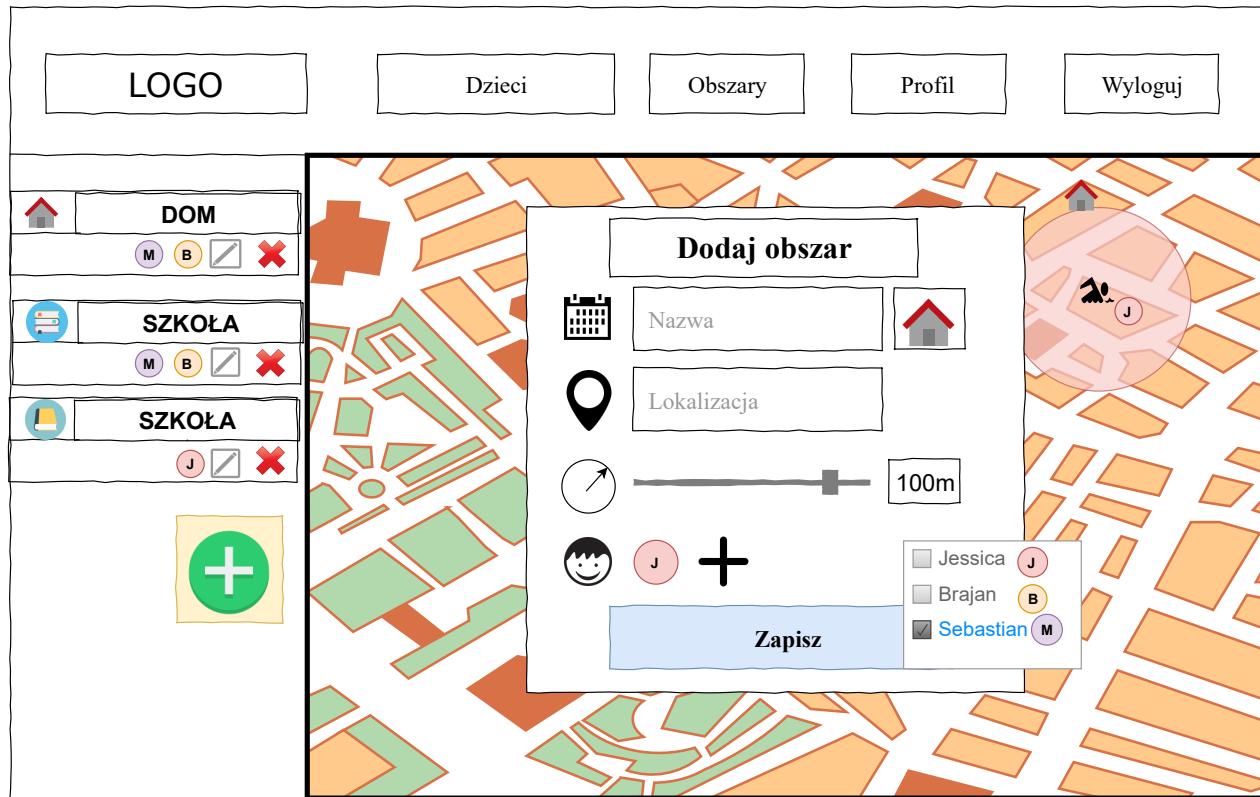 LOGO
Dzieci
Obszary
Profil
Wyloguj
DOM
M B
SZKOŁA
M B
SZKOŁA
J
Dodaj obszar
Nazwa
Lokalizacja
100m
J
Zapisz
Jessica J
Brajan B
Sebastian M
J